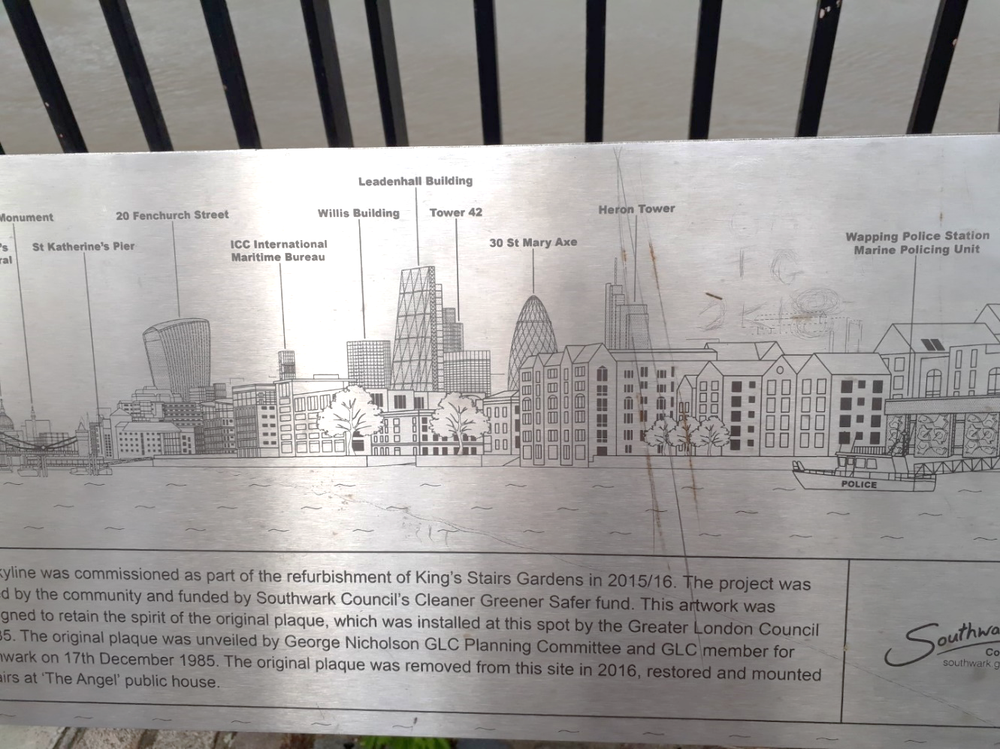 Leadenhall Building
Monument
20 Fenchurch Street
Willis Building
Tower 42
Heron Tower
St Katherine's Pier
ICC International
Maritime Bureau
30 St Mary Axe
Wapping Police Station
Marine Policing Unit
POLICE
kyline was commissioned as part of the refurbishment of King's Stairs Gardens in 2015/16. The project was
d by the community and funded by Southwark Council's Cleaner Greener Safer fund. This artwork was
gned to retain the spirit of the original plaque, which was installed at this spot by the Greater London Council
85. The original plaque was unveiled by George Nicholson GLC Planning Committee and GLC member for
hwark on 17th December 1985. The original plaque was removed from this site in 2016, restored and mounted
airs at 'The Angel' public house.
Southwa
Co
southwark.g